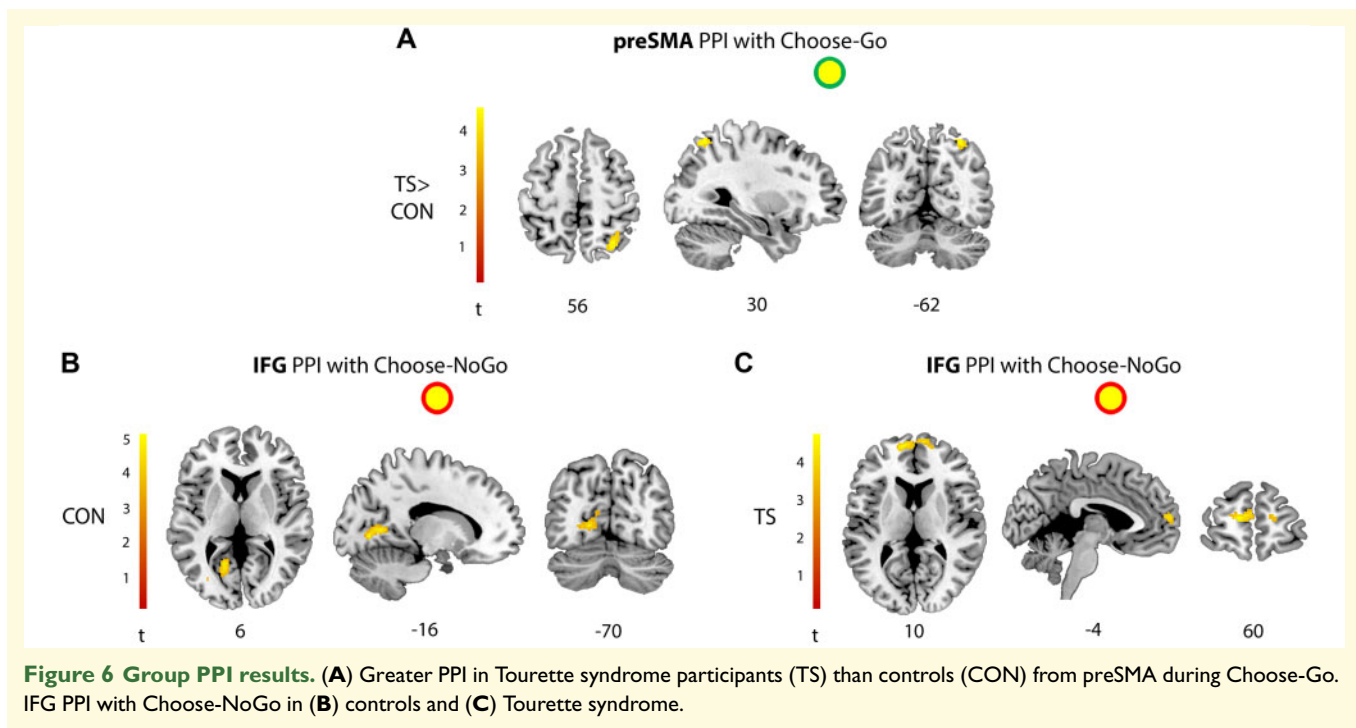 A
preSMA PPI with Choose-Go
4
3
2
1
t
TS>
CON
56
30
-62
B
IFG PPI with Choose-NoGo
5
4
3
2
1
t
CON
6
-16
-70
C
IFG PPI with Choose-NoGo
4
3
2
1
t
TS
10
-4
60
Figure 6 Group PPI results. (A) Greater PPI in Tourette syndrome participants (TS) than controls (CON) from preSMA during Choose-Go.
IFG PPI with Choose-NoGo in (B) controls and (C) Tourette syndrome.